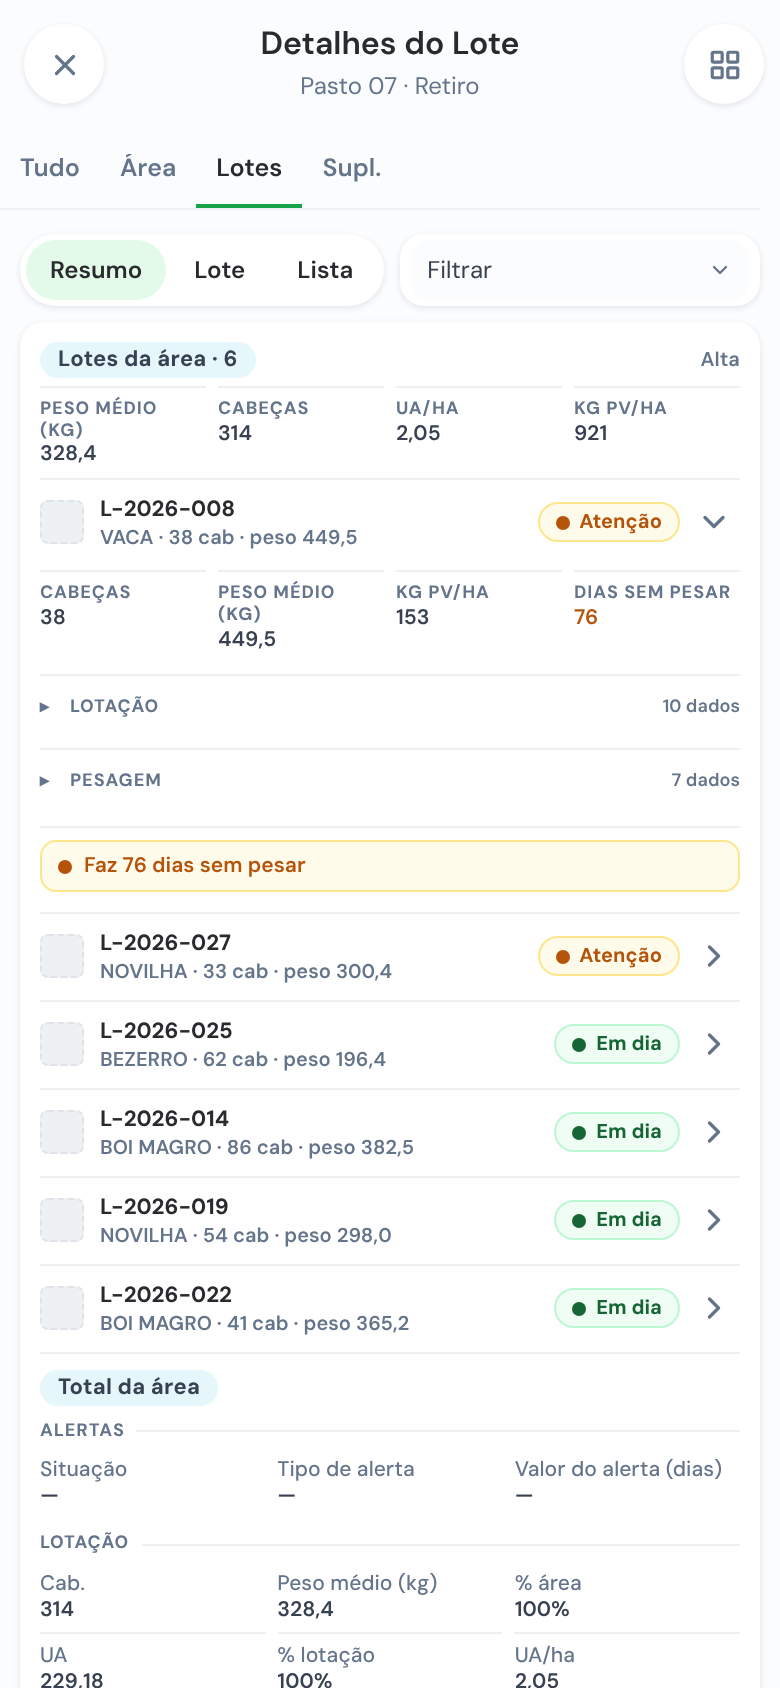 Detalhes do Lote
Pasto 07 · Retiro
Tudo
Área
Lotes
Supl.
Resumo
Lote
Lista
Filtrar
Lotes da área · 6
Alta
PESO MÉDIO (KG)
328,4
CABEÇAS
314
UA/HA
2,05
KG PV/HA
921
L-2026-008
VACA · 38 cab · peso 449,5
Atenção
CABEÇAS
38
PESO MÉDIO (KG)
449,5
KG PV/HA
153
DIAS SEM PESAR
76
LOTAÇÃO
10 dados
PESAGEM
7 dados
Faz 76 dias sem pesar
L-2026-027
NOVILHA · 33 cab · peso 300,4
Atenção
L-2026-025
BEZERRO · 62 cab · peso 196,4
Em dia
L-2026-014
BOI MAGRO · 86 cab · peso 382,5
Em dia
L-2026-019
NOVILHA · 54 cab · peso 298,0
Em dia
L-2026-022
BOI MAGRO · 41 cab · peso 365,2
Em dia
Total da área
ALERTAS
Situação
—
Tipo de alerta
—
Valor do alerta (dias)
—
LOTAÇÃO
Cab.
314
Peso médio (kg)
328,4
% área
100%
UA
229,18
% lotação
100%
UA/ha
2,05